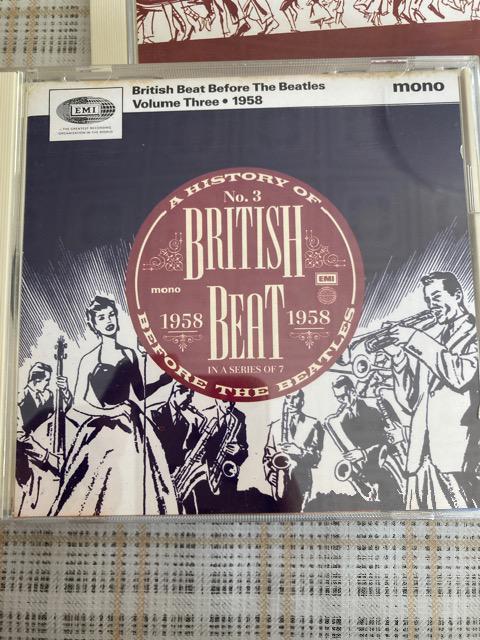 British Beat Before The Beatles
Volume Three • 1958
mono
EMI
THE GREATEST RECORDING
ORGANISATION IN THE WORLD
A HISTORY OF
No. 3
BRITISH
mono
EMI
1958
BEAT
1958
IN A SERIES OF 7
BEFORE THE BEATLES